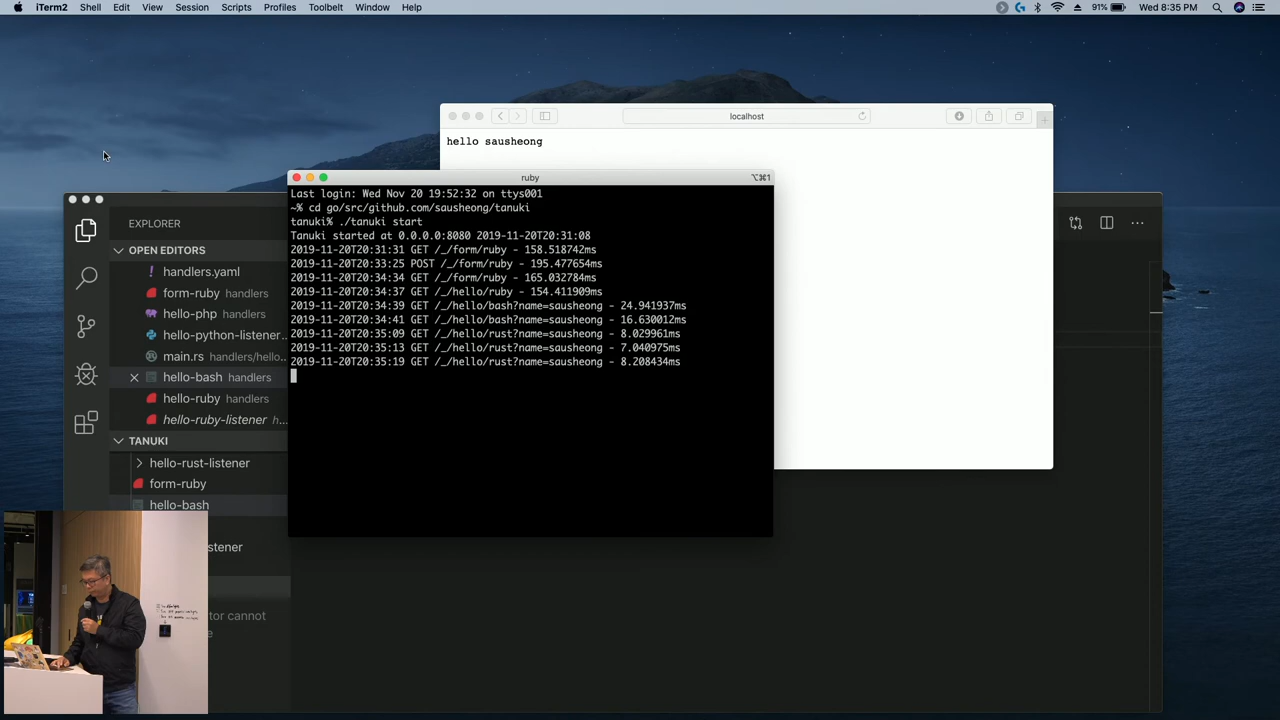 iTerm2 Shell Edit View Session Scripts Profiles Toolbelt Window Help
91% Wed 8:35 PM
localhost
hello sausheong
ruby
⌥⌘1
Last login: Wed Nov 20 19:52:32 on ttys001
~% cd go/src/github.com/sausheong/tanuki
tanuki% ./tanuki start
Tanuki started at 0.0.0.0:8080 2019-11-20T20:31:08
2019-11-20T20:31:31 GET /_/form/ruby - 158.518742ms
2019-11-20T20:33:25 POST /_/form/ruby - 195.477654ms
2019-11-20T20:34:34 GET /_/form/ruby - 165.032784ms
2019-11-20T20:34:37 GET /_/hello/ruby - 154.411909ms
2019-11-20T20:34:39 GET /_/hello/bash?name=sausheong - 24.941937ms
2019-11-20T20:34:41 GET /_/hello/bash?name=sausheong - 16.630012ms
2019-11-20T20:35:09 GET /_/hello/rust?name=sausheong - 8.029961ms
2019-11-20T20:35:13 GET /_/hello/rust?name=sausheong - 7.040975ms
2019-11-20T20:35:19 GET /_/hello/rust?name=sausheong - 8.208434ms
EXPLORER
OPEN EDITORS
! handlers.yaml
form-ruby handlers
hello-php handlers
hello-python-listener
main.rs handlers/hello...
hello-bash handlers
hello-ruby handlers
hello-ruby-listener h...
TANUKI
hello-rust-listener
form-ruby
hello-bash
stener
tor cannot